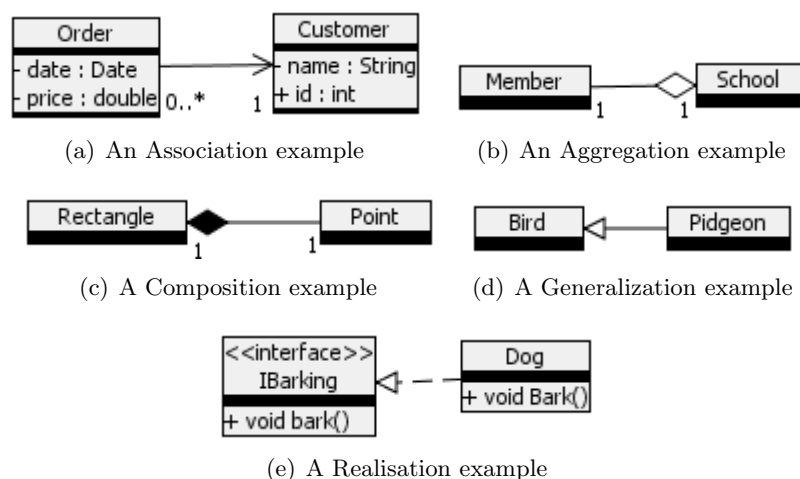 Order
- date : Date
- price : double
0..*
1
Customer
- name : String
+ id : int
(a) An Association example
Member
1
1
School
(b) An Aggregation example
Rectangle
1
1
Point
(c) A Composition example
Bird
Pidgeon
(d) A Generalization example
<<interface>>
IBarking
+ void bark()
Dog
+ void Bark()
(e) A Realisation example